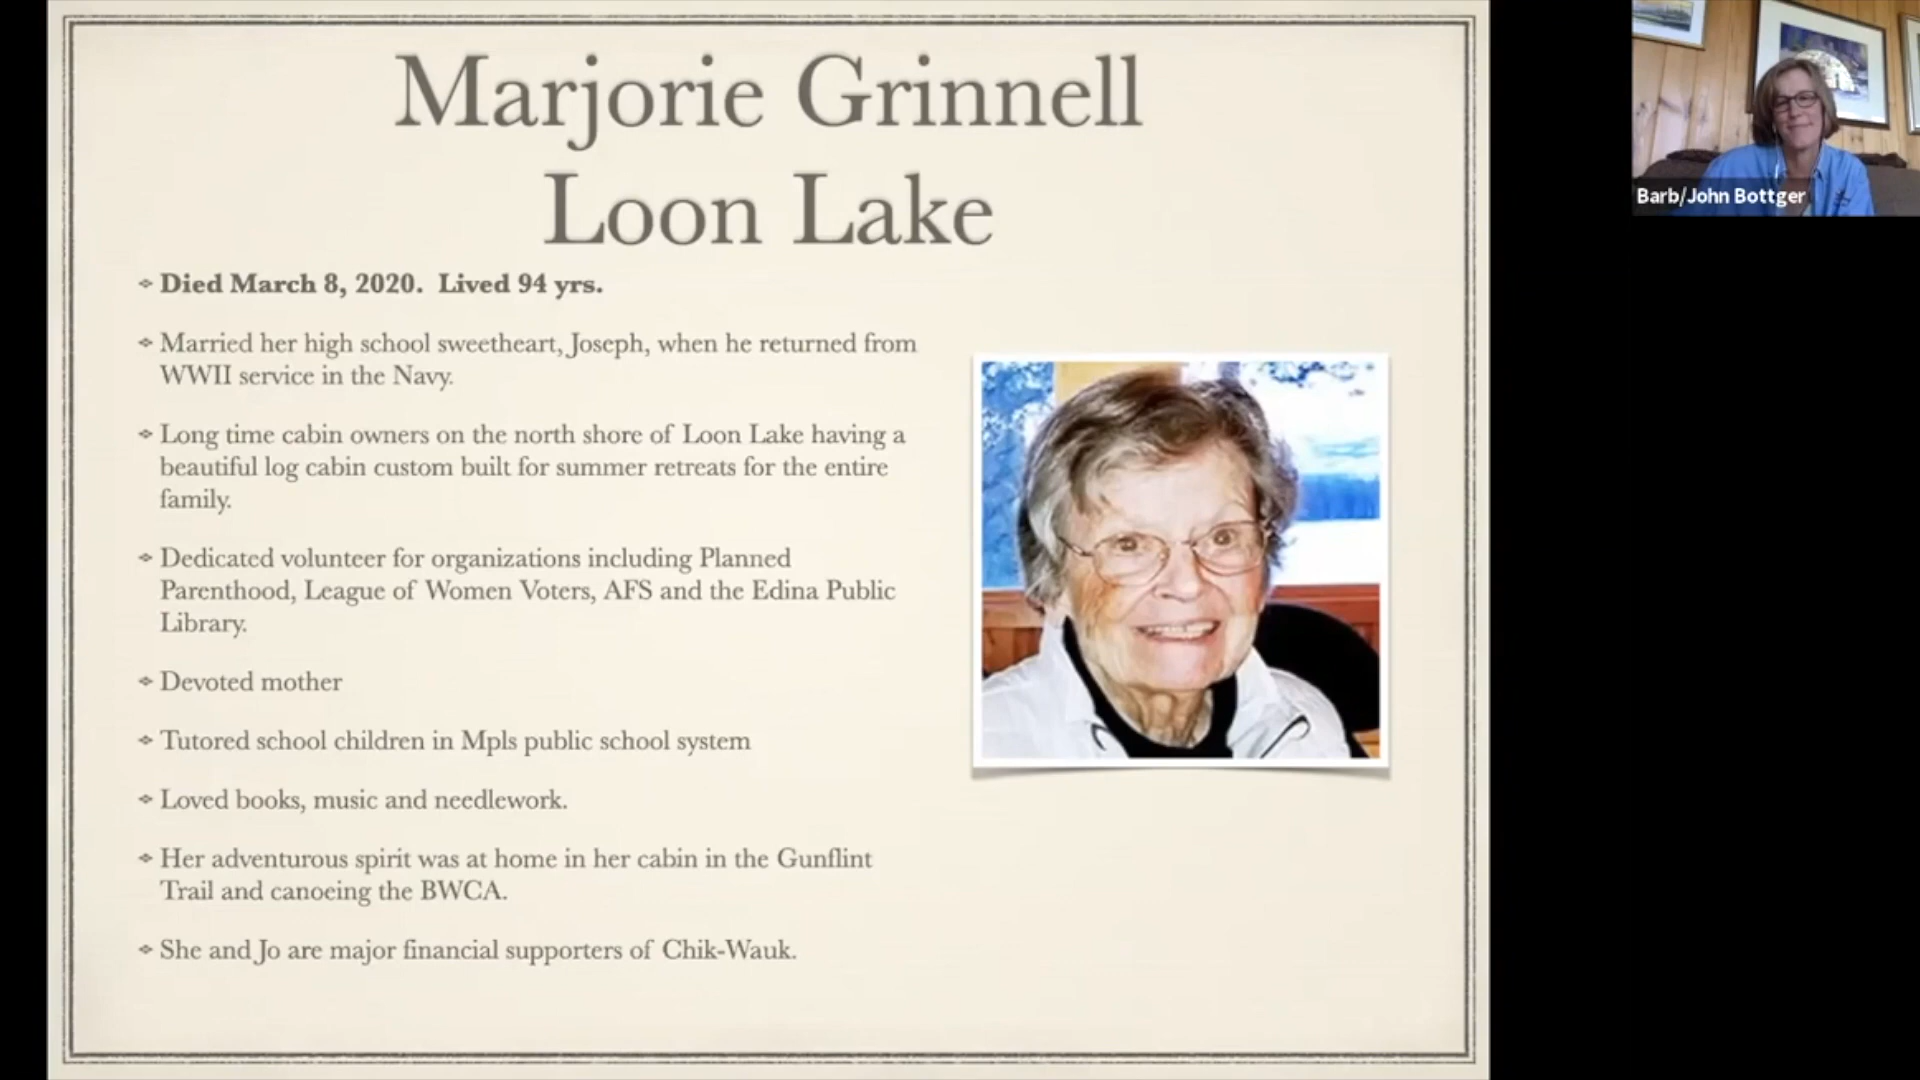 Marjorie Grinnell
Loon Lake
Died March 8, 2020. Lived 94 yrs.
Married her high school sweetheart, Joseph, when he returned from
WWII service in the Navy.
Long time cabin owners on the north shore of Loon Lake having a
beautiful log cabin custom built for summer retreats for the entire
family.
Dedicated volunteer for organizations including Planned
Parenthood, League of Women Voters, AFS and the Edina Public
Library.
Devoted mother
Tutored school children in Mpls public school system
Loved books, music and needlework.
Her adventurous spirit was at home in her cabin in the Gunflint
Trail and canoeing the BWCA.
She and Jo are major financial supporters of Chik-Wauk.
Barb/John Bottger